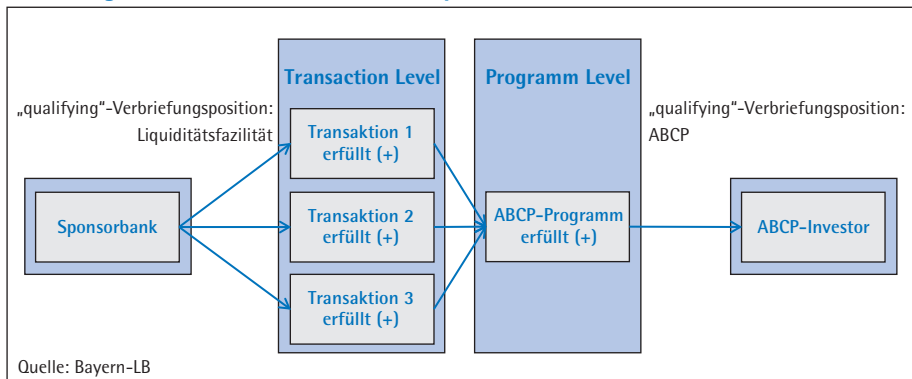 Transaction Level
Programm Level
„qualifying“-Verbriefungsposition:
Liquiditätsfazilität
„qualifying“-Verbriefungsposition:
ABCP
Transaktion 1
erfüllt (+)
Sponsorbank
Transaktion 2
erfüllt (+)
ABCP-Programm
erfüllt (+)
ABCP-Investor
Transaktion 3
erfüllt (+)
Quelle: Bayern-LB